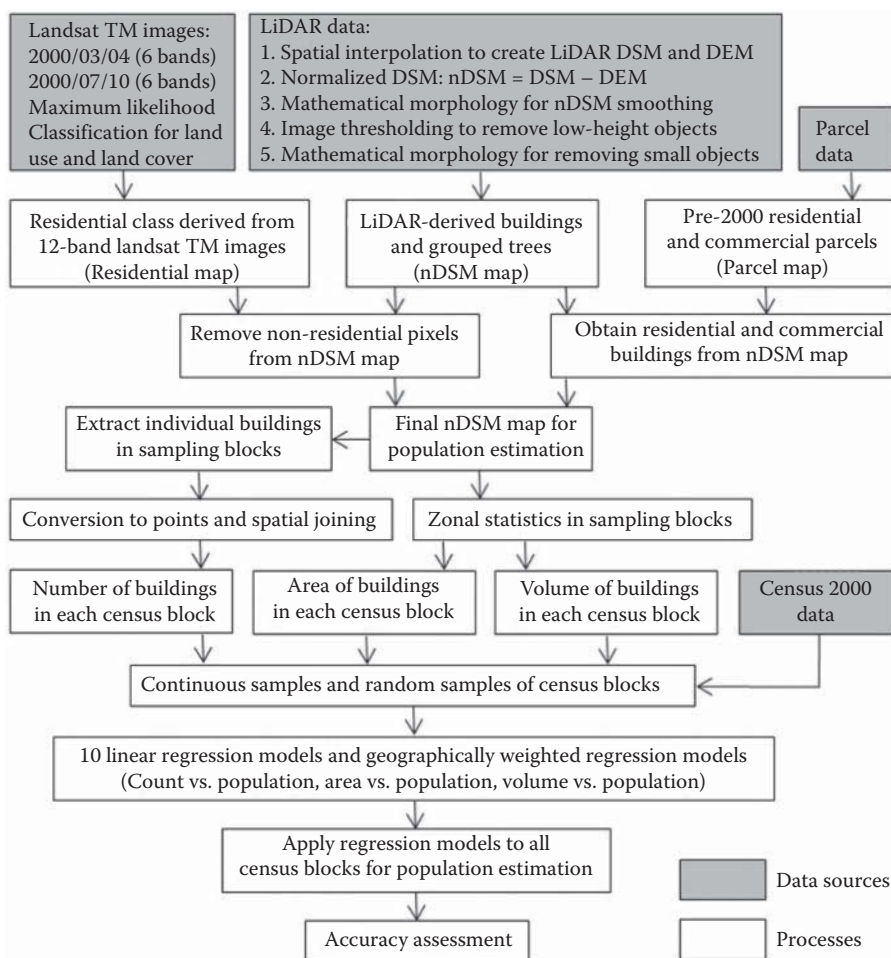 Landsat TM images:
2000/03/04 (6 bands)
2000/07/10 (6 bands)
Maximum likelihood
Classification for land
use and land cover
LiDAR data:
1. Spatial interpolation to create LiDAR DSM and DEM
2. Normalized DSM: nDSM = DSM – DEM
3. Mathematical morphology for nDSM smoothing
4. Image thresholding to remove low-height objects
5. Mathematical morphology for removing small objects
Parcel
data
Residential class derived from
12-band landsat TM images
(Residential map)
LiDAR-derived buildings
and grouped trees
(nDSM map)
Pre-2000 residential
and commercial parcels
(Parcel map)
Remove non-residential pixels
from nDSM map
Obtain residential and commercial
buildings from nDSM map
Extract individual buildings
in sampling blocks
Final nDSM map for
population estimation
Conversion to points and spatial joining
Zonal statistics in sampling blocks
Number of buildings
in each census block
Area of buildings
in each census block
Volume of buildings
in each census block
Census 2000
data
Continuous samples and random samples of census blocks
10 linear regression models and geographically weighted regression models
(Count vs. population, area vs. population, volume vs. population)
Apply regression models to all
census blocks for population estimation
Accuracy assessment
Data sources
Processes